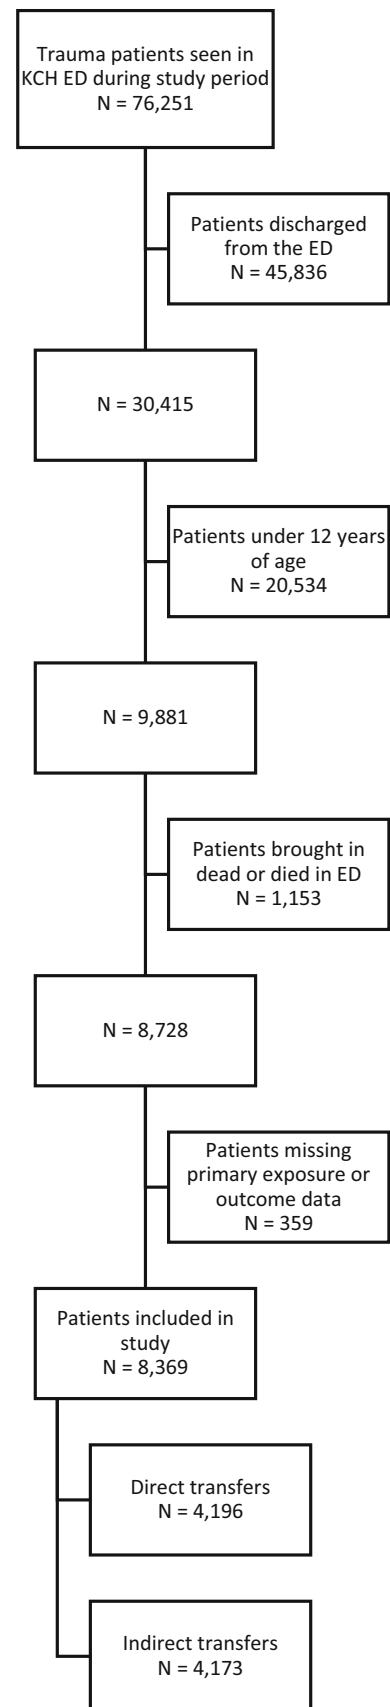 Trauma patients seen in
KCH ED during study period
N = 76,251
Patients discharged
from the ED
N = 45,836
N = 30,415
Patients under 12 years
of age
N = 20,534
N = 9,881
Patients brought in
dead or died in ED
N = 1,153
N = 8,728
Patients missing
primary exposure or
outcome data
N = 359
Patients included in
study
N = 8,369
Direct transfers
N = 4,196
Indirect transfers
N = 4,173